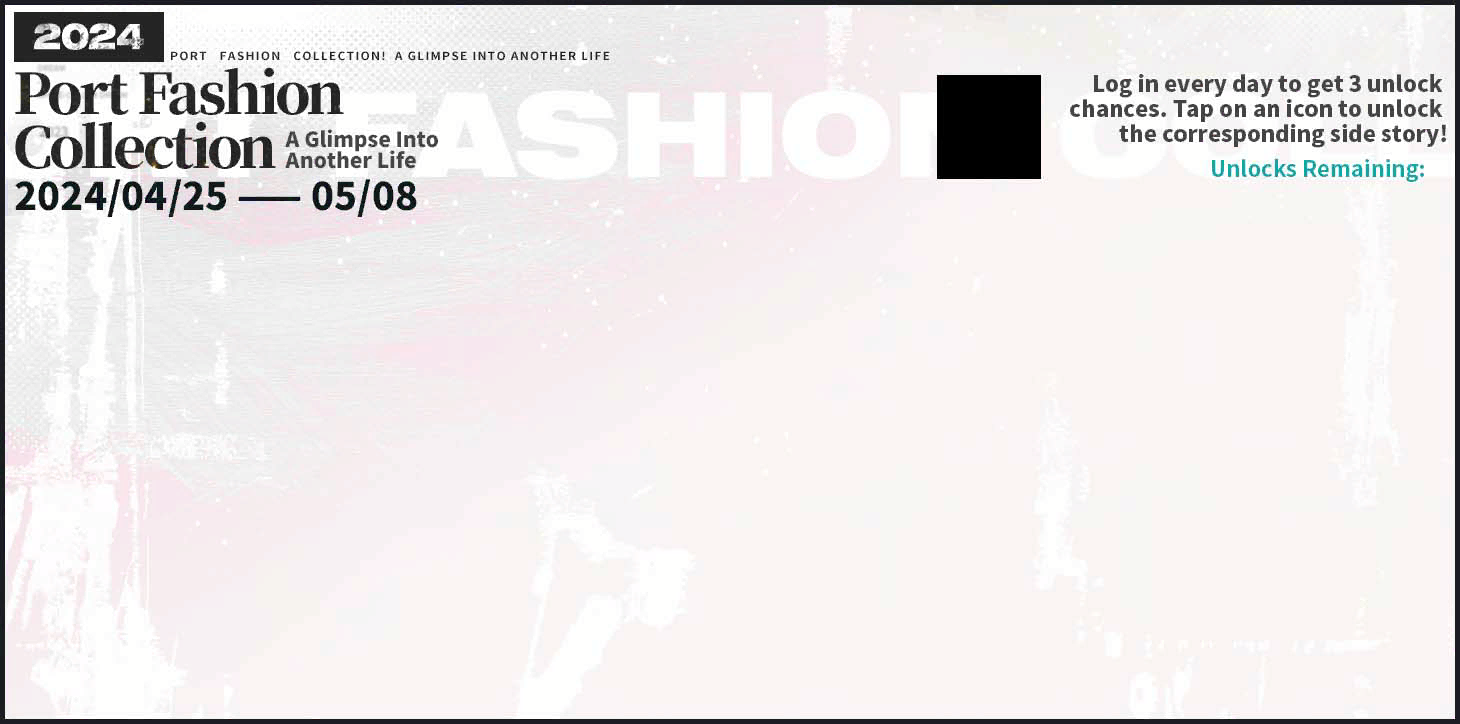 2024
PORT FASHION COLLECTION! A GLIMPSE INTO ANOTHER LIFE
Port Fashion
Collection
A Glimpse Into
Another Life
2024/04/25 —— 05/08
FASHION
Log in every day to get 3 unlock
chances. Tap on an icon to unlock
the corresponding side story!
Unlocks Remaining: